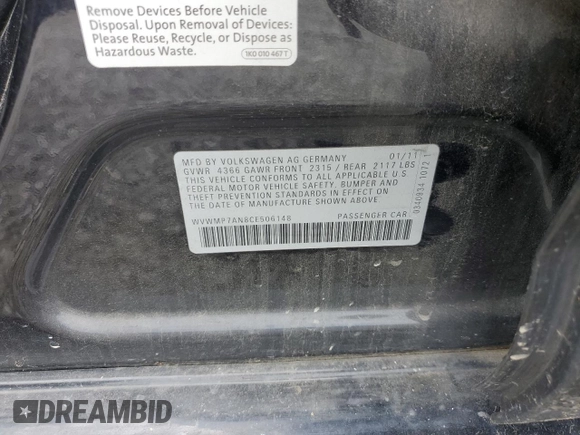 Remove Devices Before Vehicle
Disposal. Upon Removal of Devices:
Please Reuse, Recycle, or Dispose as
Hazardous Waste.
1K0 010 467 T
MFD BY VOLKSWAGEN AG GERMANY 01/11
GVWR 4366 GAWR FRONT 2315 / REAR 2117 LBS
THIS VEHICLE CONFORMS TO ALL APPLICABLE U.S.
FEDERAL MOTOR VEHICLE SAFETY, BUMPER AND
THEFT PREVENTION STANDARDS IN EFFECT ON THE
DATE OF MANUFACTURE SHOWN ABOVE.
WVWMP7AN8CE506148 PASSENGER CAR
0340934 1072 1
DREAMBID